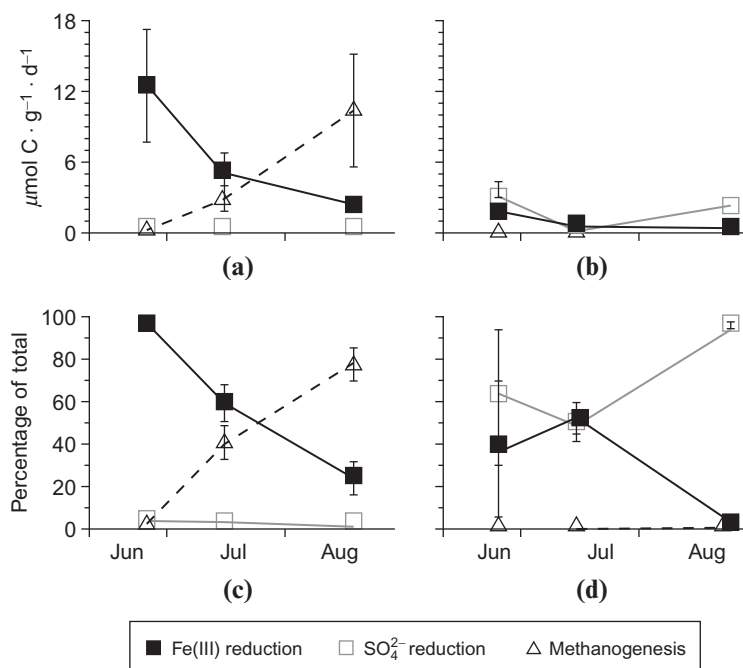 18
12
6
0
μmol C · g⁻¹ · d⁻¹
(a)
(b)
100
80
60
40
20
0
Percentage of total
Jun Jul Aug
Jun Jul Aug
(c)
(d)
Fe(III) reduction SO₄²⁻ reduction Methanogenesis